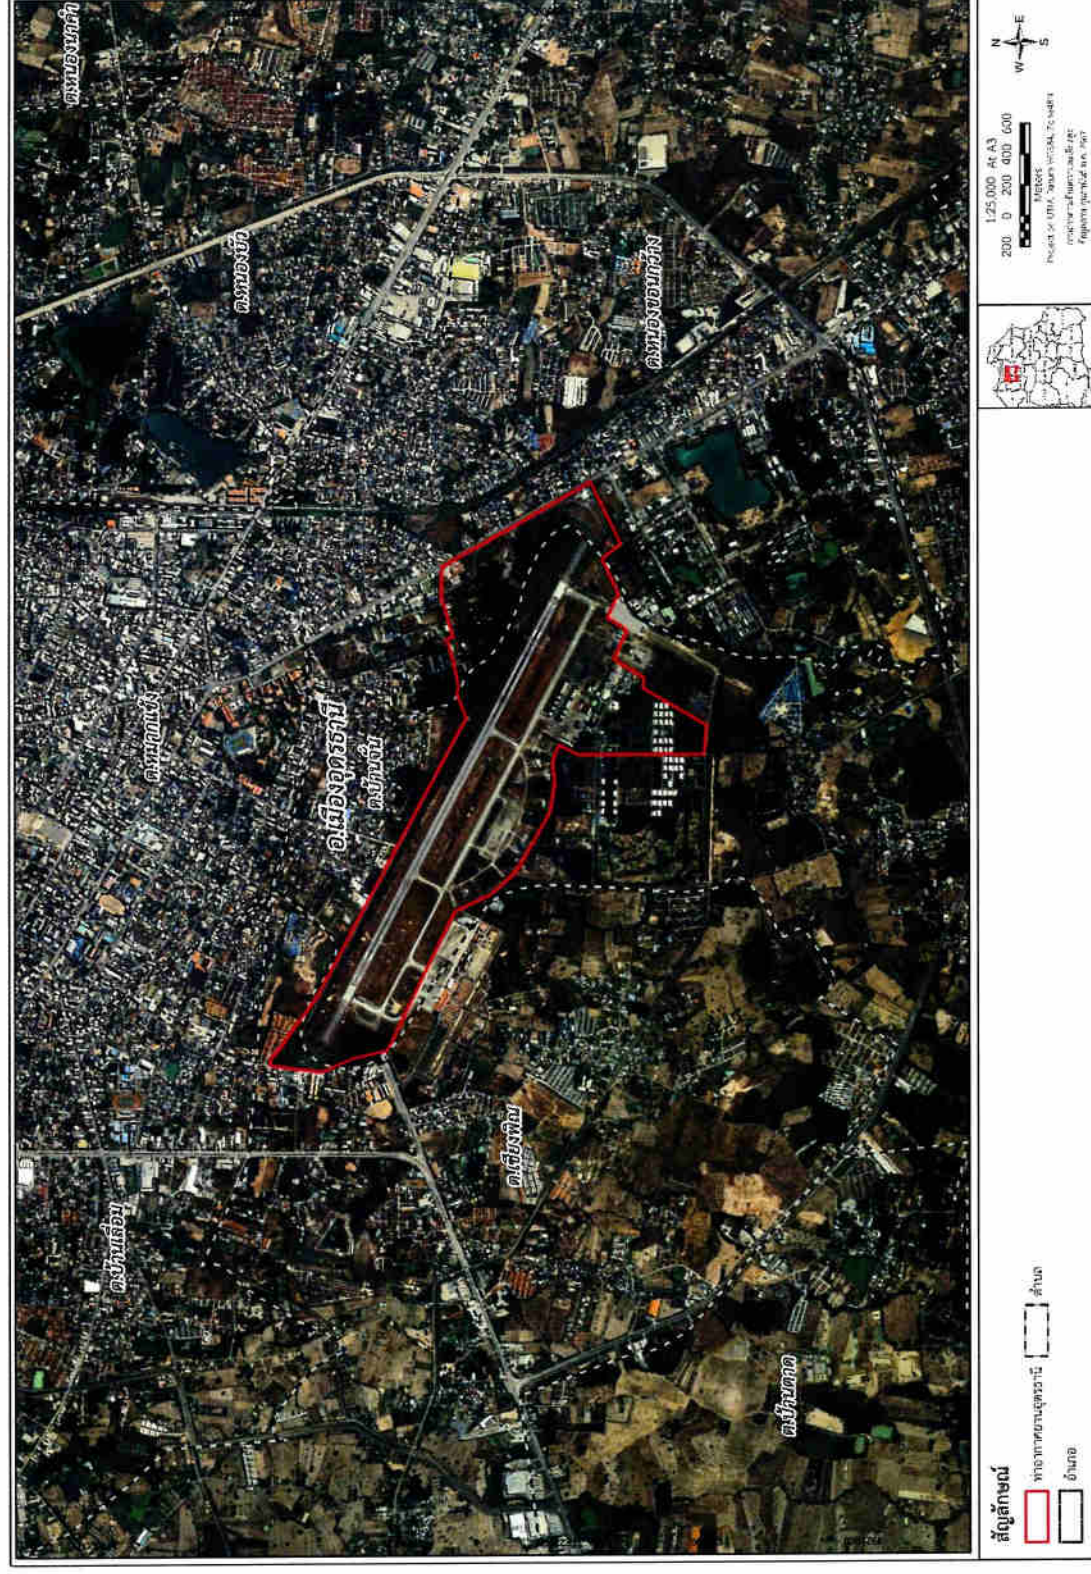 ต.หนองนาคำ
ต.หนองบัว
ต.หมากแข้ง
อ.เมืองอุดรธานี
ต.บ้านจั่น
ต.หนองขอนกว้าง
ต.บ้านเลื่อม
ต.เชียงพิณ
ต.บ้านตาด
สัญลักษณ์
ท่าอากาศยานอุดรธานี
ตำบล
อำเภอ
N
W E
S
1:25,000 At A3
200 0 200 400 600
Meters